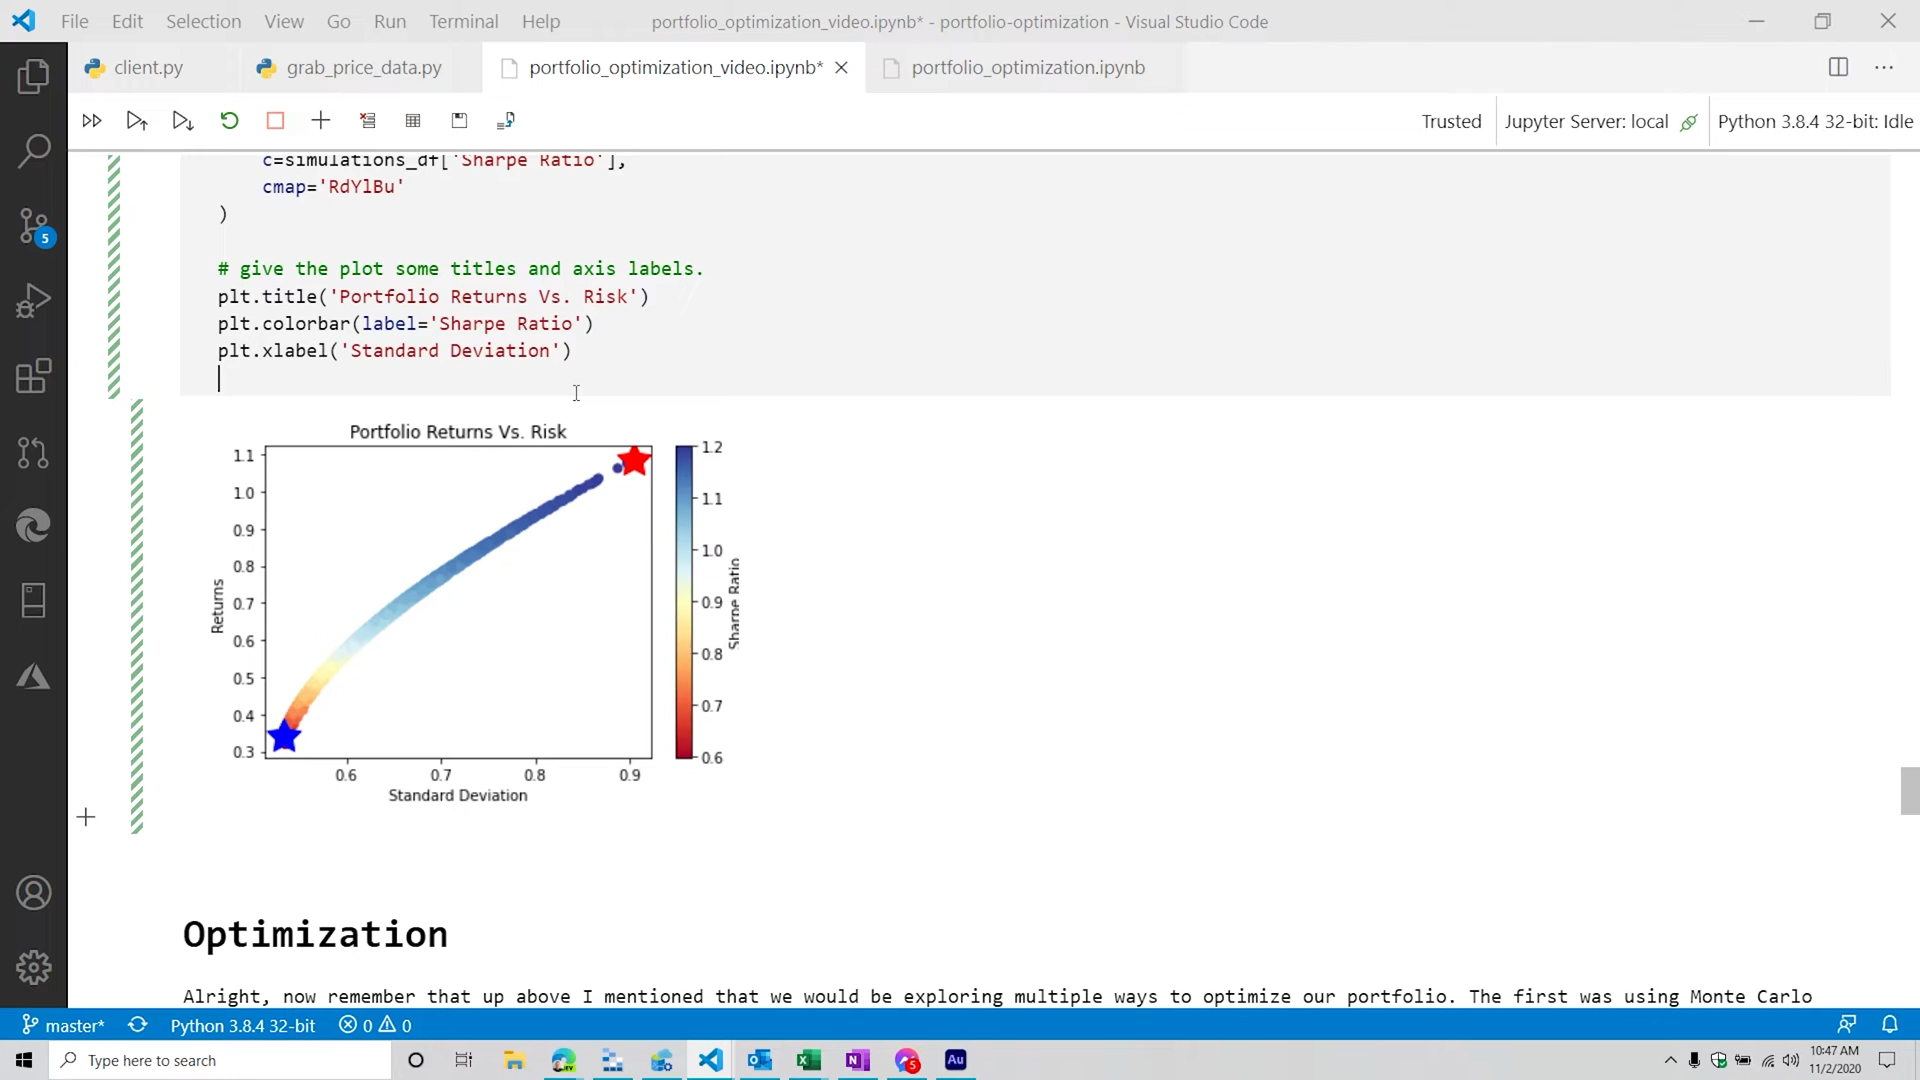 File Edit Selection View Go Run Terminal Help portfolio_optimization_video.ipynb* - portfolio-optimization - Visual Studio Code
client.py grab_price_data.py portfolio_optimization_video.ipynb* portfolio_optimization.ipynb
Trusted Jupyter Server: local Python 3.8.4 32-bit: Idle
c=simulations_df['Sharpe Ratio'],
cmap='RdYlBu'
)
# give the plot some titles and axis labels.
plt.title('Portfolio Returns Vs. Risk')
plt.colorbar(label='Sharpe Ratio')
plt.xlabel('Standard Deviation')
Portfolio Returns Vs. Risk
1.1
1.0
0.9
0.8
0.7
0.6
0.5
0.4
0.3
Returns
0.6 0.7 0.8 0.9
Standard Deviation
1.2
1.1
1.0
0.9
0.8
0.7
0.6
Sharpe Ratio
Optimization
Alright, now remember that up above I mentioned that we would be exploring multiple ways to optimize our portfolio. The first was using Monte Carlo
5
master* Python 3.8.4 32-bit 0 0
Type here to search
DEV
5
Au
10:47 AM
11/2/2020